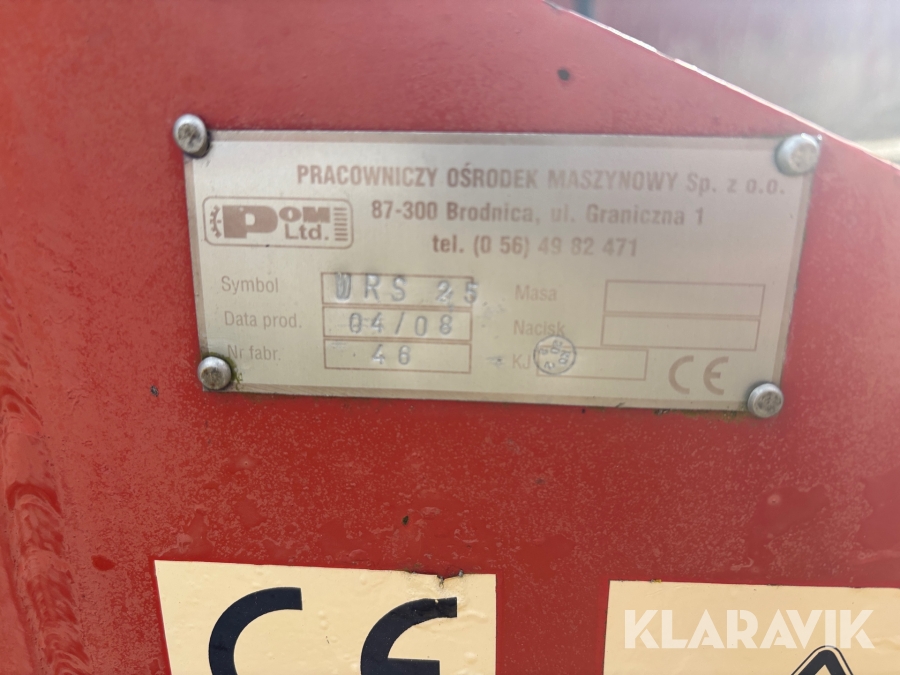 PRACOWNICZY OŚRODEK MASZYNOWY Sp. z o.o.
POM Ltd.
87-300 Brodnica, ul. Graniczna 1
tel. (0 56) 49 82 471
Symbol WRS 25 Masa
Data prod. 04/08 Nacisk
Nr fabr. 46 KJ
CE
CE
KLARAVIK